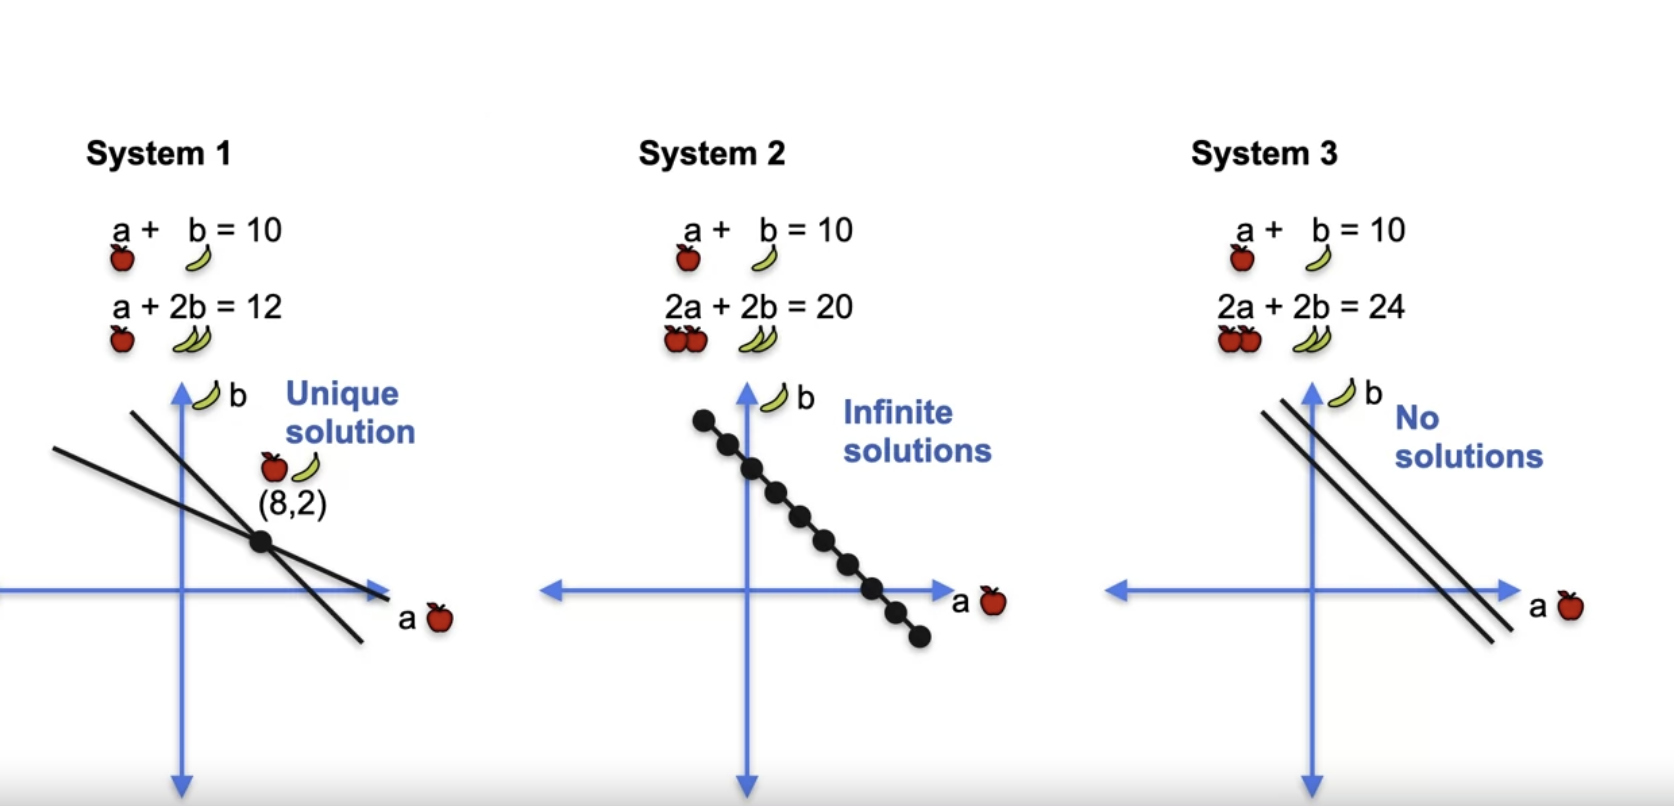 System 1
a + b = 10
a + 2b = 12
b
Unique
solution
(8,2)
a
System 2
a + b = 10
2a + 2b = 20
b
Infinite
solutions
a
System 3
a + b = 10
2a + 2b = 24
b
No
solutions
a